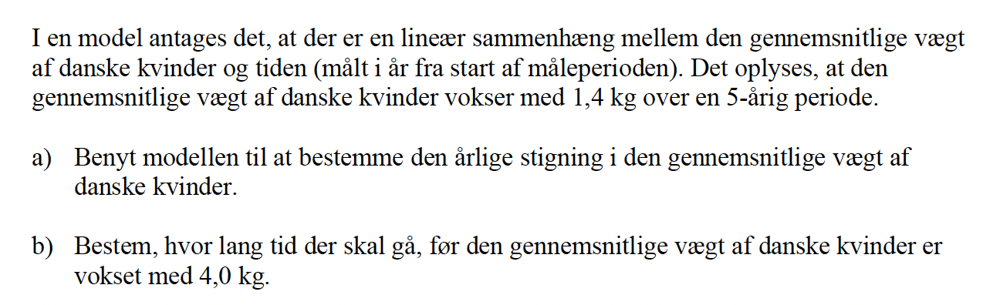 I en model antages det, at der er en lineær sammenhæng mellem den gennemsnitlige vægt
af danske kvinder og tiden (målt i år fra start af måleperioden). Det oplyses, at den
gennemsnitlige vægt af danske kvinder vokser med 1,4 kg over en 5-årig periode.
a) Benyt modellen til at bestemme den årlige stigning i den gennemsnitlige vægt af
danske kvinder.
b) Bestem, hvor lang tid der skal gå, før den gennemsnitlige vægt af danske kvinder er
vokset med 4,0 kg.